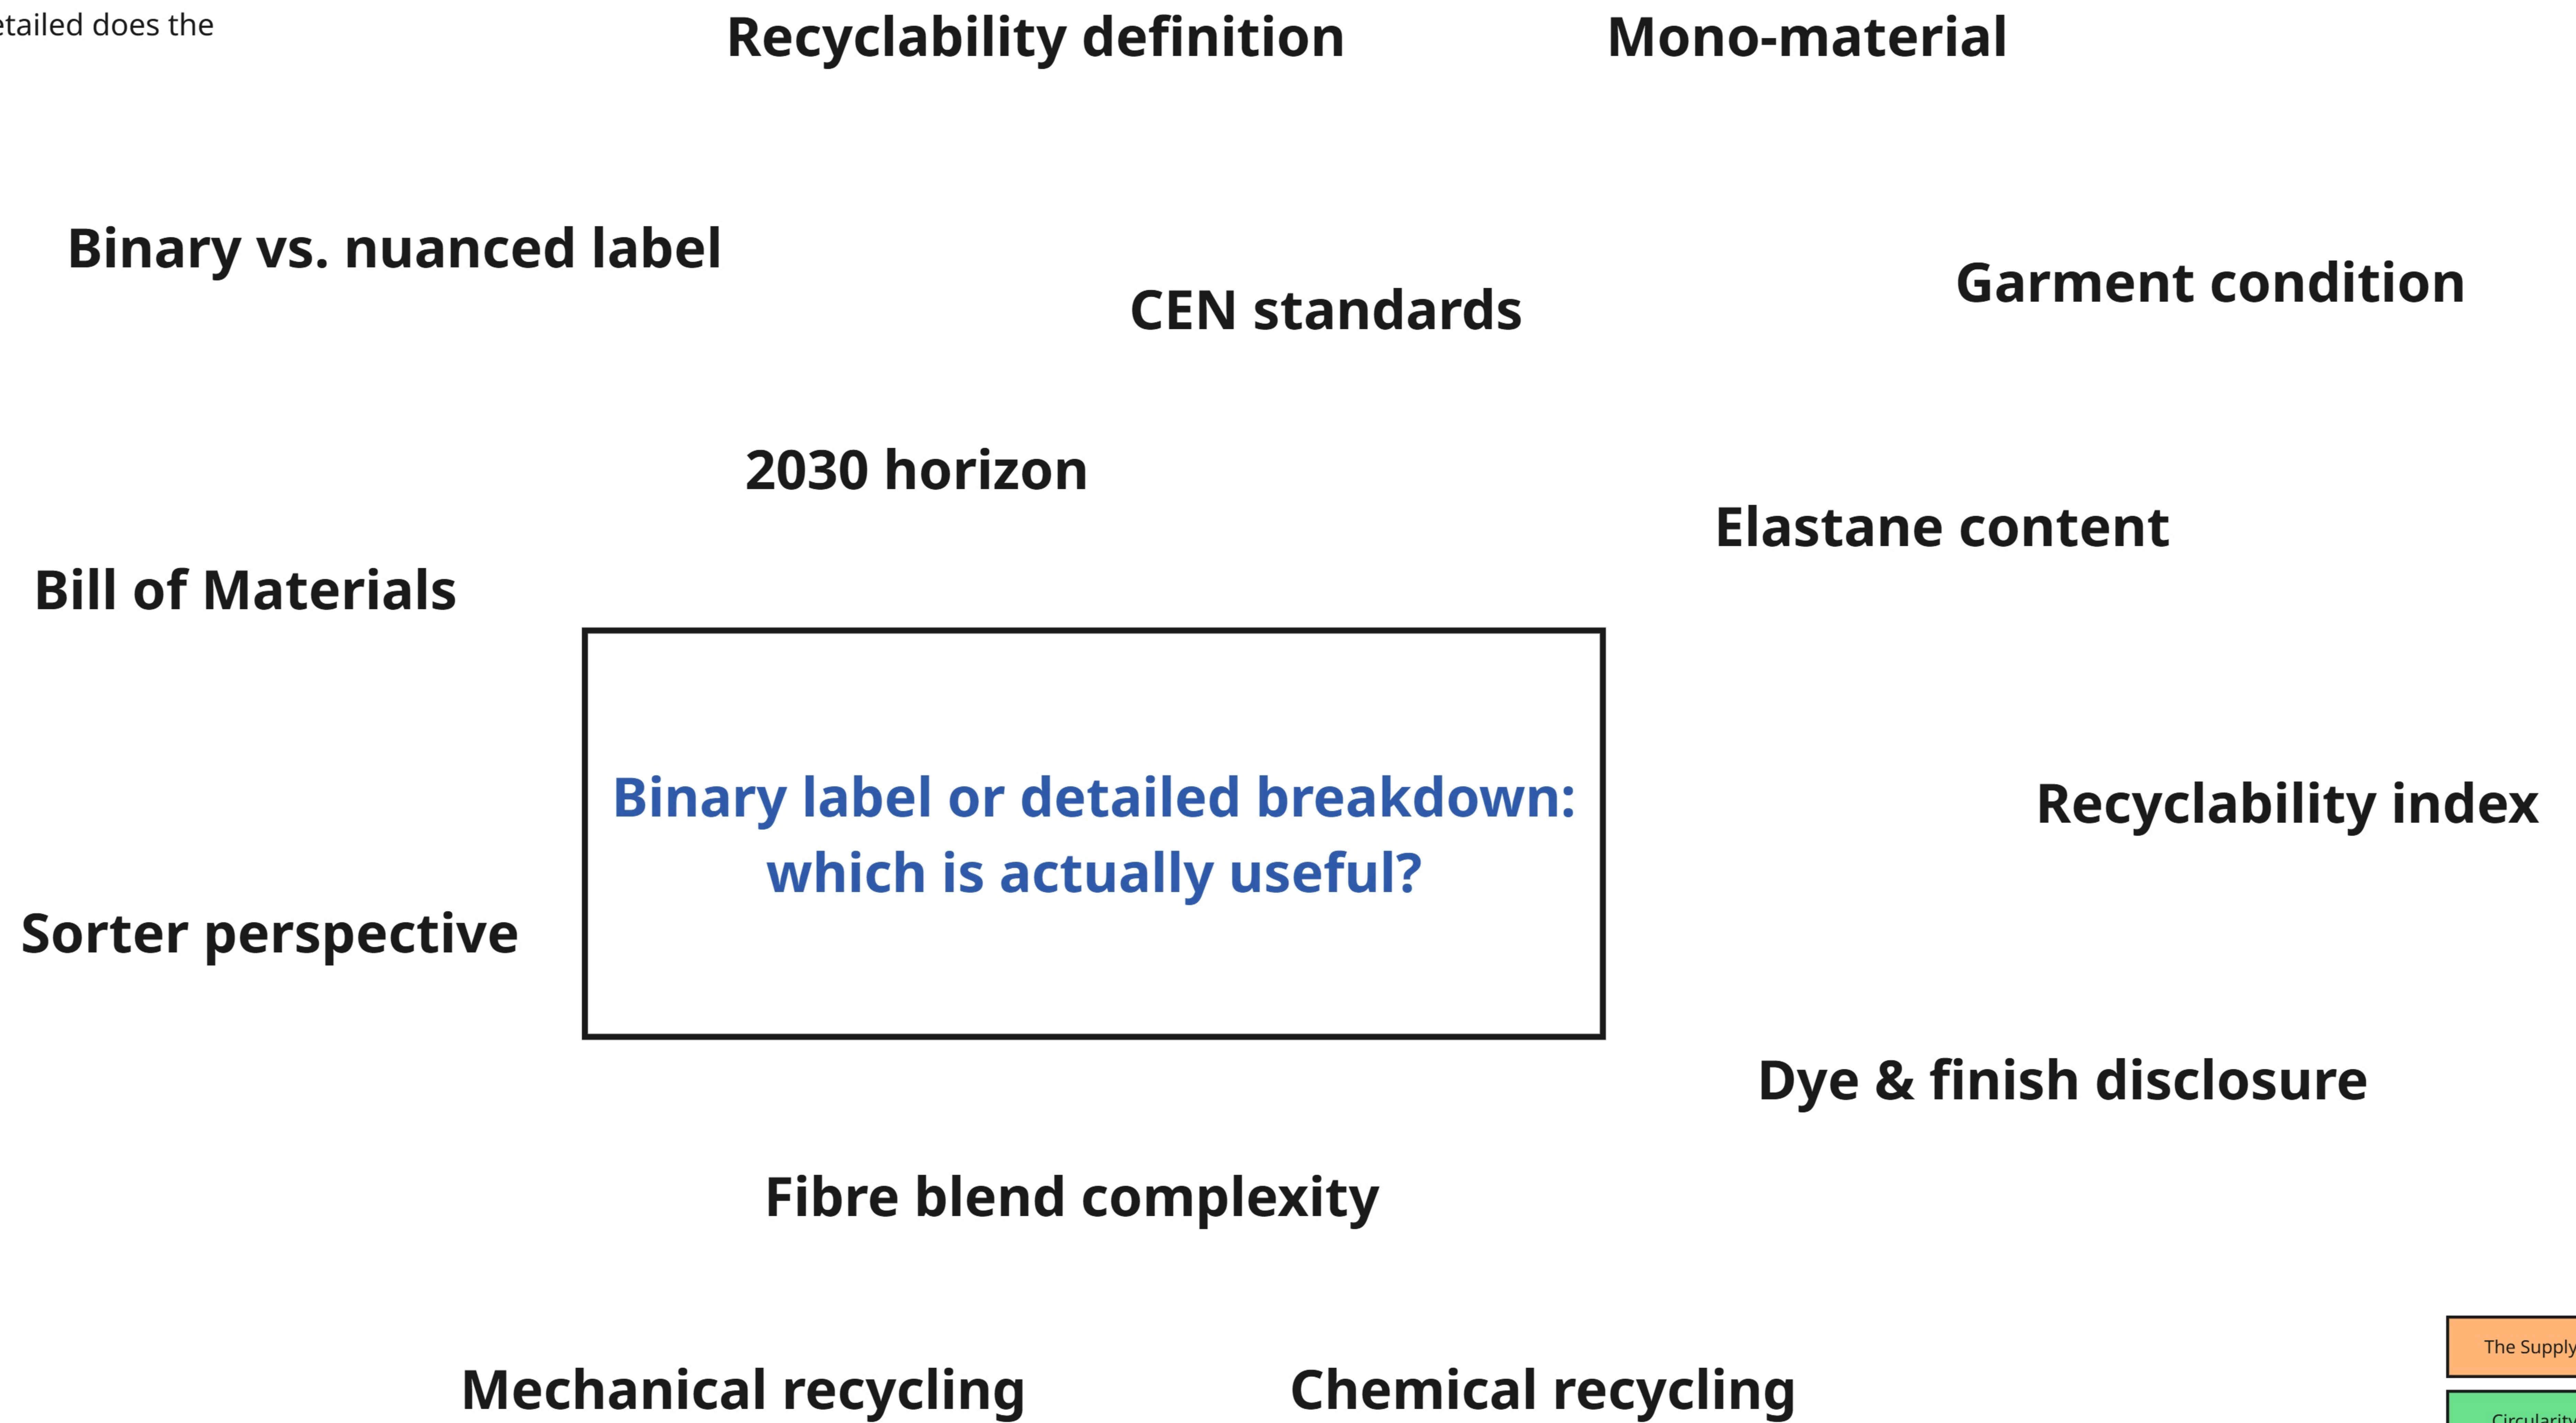 etailed does the
Recyclability definition
Mono-material
Binary vs. nuanced label
CEN standards
Garment condition
2030 horizon
Elastane content
Bill of Materials
Binary label or detailed breakdown:
which is actually useful?
Recyclability index
Sorter perspective
Dye & finish disclosure
Fibre blend complexity
The Supply
Mechanical recycling
Chemical recycling
Circularity